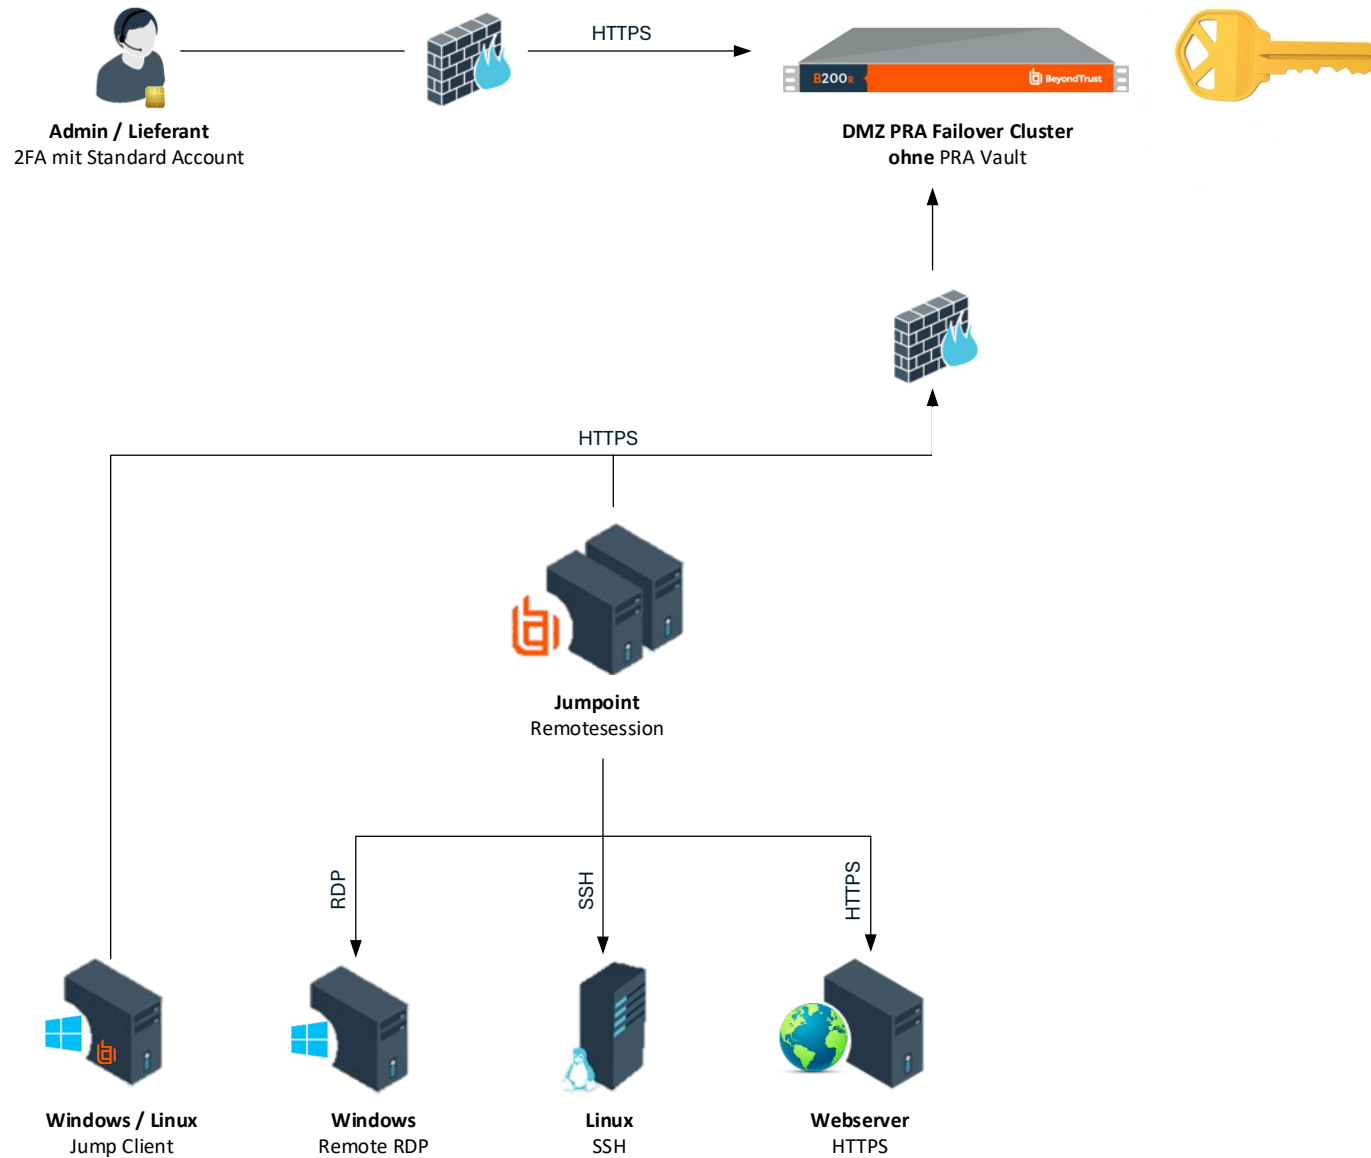 HTTPS
B200R
BeyondTrust
Admin / Lieferant
2FA mit Standard Account
DMZ PRA Failover Cluster
ohne PRA Vault
HTTPS
Jumpoint
Remotesession
RDP
SSH
HTTPS
Windows / Linux
Jump Client
Windows
Remote RDP
Linux
SSH
Webserver
HTTPS